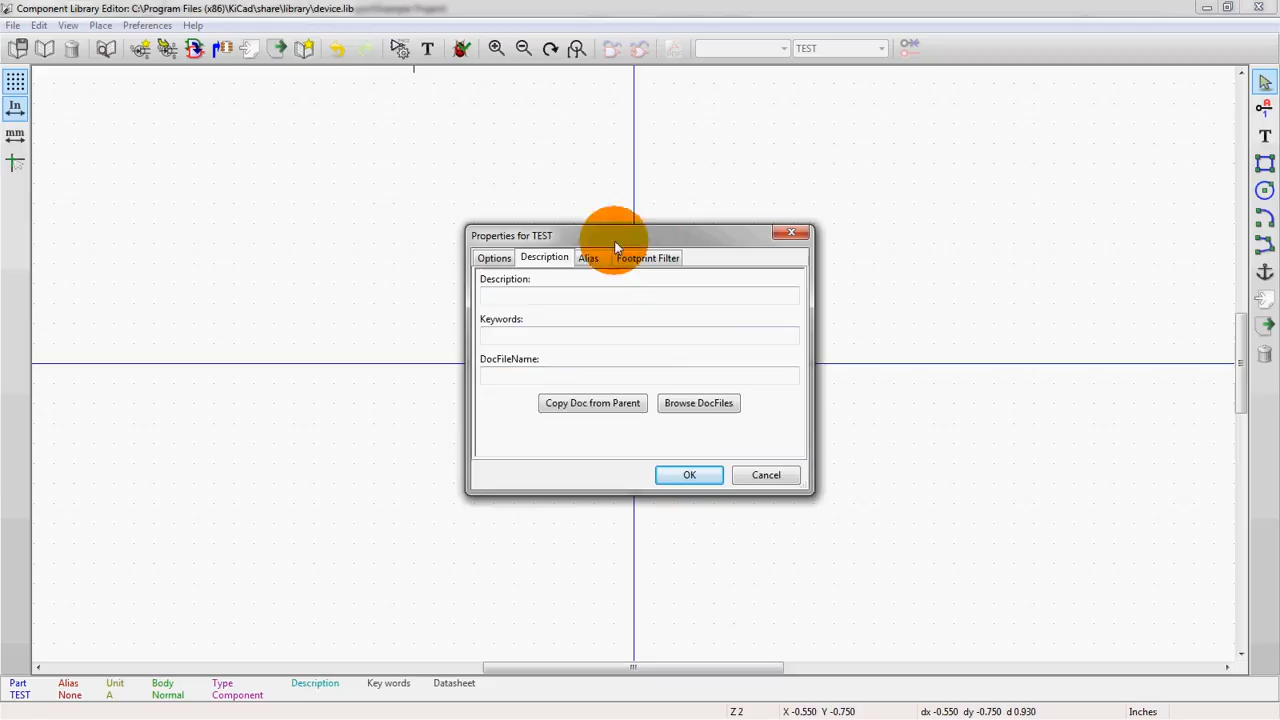 Component Library Editor: C:\Program Files (x86)\KiCad\share\library\device.lib
File Edit View Place Preferences Help
T TEST
In
mm
T
Properties for TEST
Options Description Alias Footprint Filter
Description:
Keywords:
DocFileName:
Copy Doc from Parent Browse DocFiles
OK Cancel
Part Alias Unit Body Type Description Key words Datasheet
TEST None A Normal Component
Z 2 X -0.550 Y -0.750 dx -0.550 dy -0.750 d 0.930 Inches